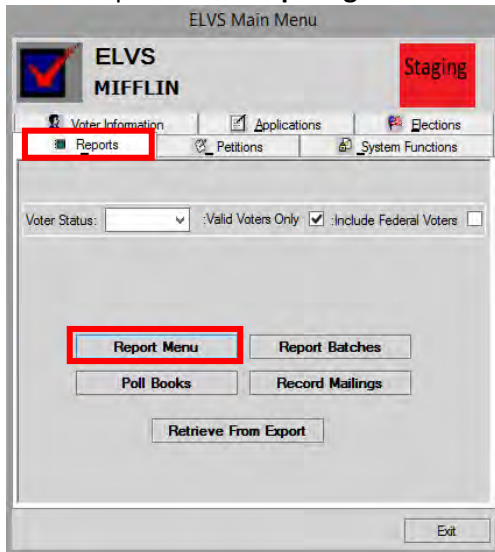 ELVS Main Menu
ELVS
MIFFLIN
Staging
Voter Information Applications Elections
Reports Petitions System Functions
Voter Status: :Valid Voters Only :Include Federal Voters
Report Menu Report Batches
Poll Books Record Mailings
Retrieve From Export
Exit